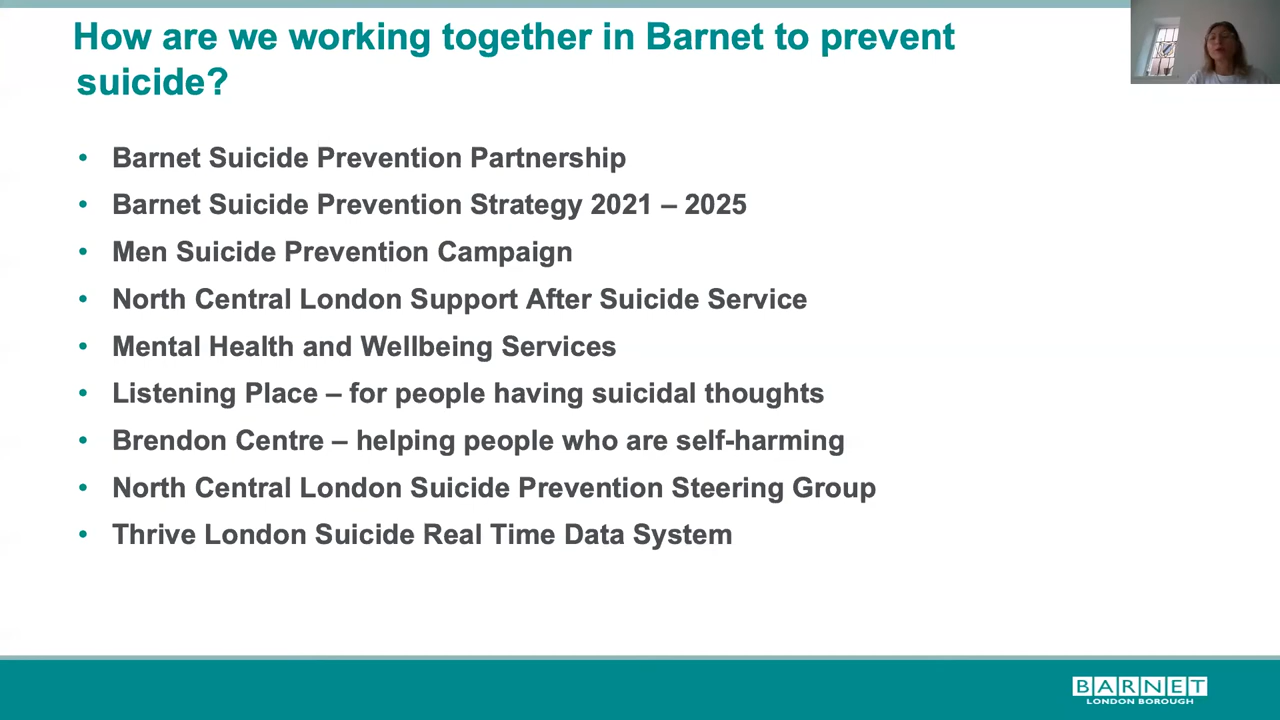 How are we working together in Barnet to prevent
suicide?
• Barnet Suicide Prevention Partnership
• Barnet Suicide Prevention Strategy 2021 – 2025
• Men Suicide Prevention Campaign
• North Central London Support After Suicide Service
• Mental Health and Wellbeing Services
• Listening Place – for people having suicidal thoughts
• Brendon Centre – helping people who are self-harming
• North Central London Suicide Prevention Steering Group
• Thrive London Suicide Real Time Data System
BARNET
LONDON BOROUGH